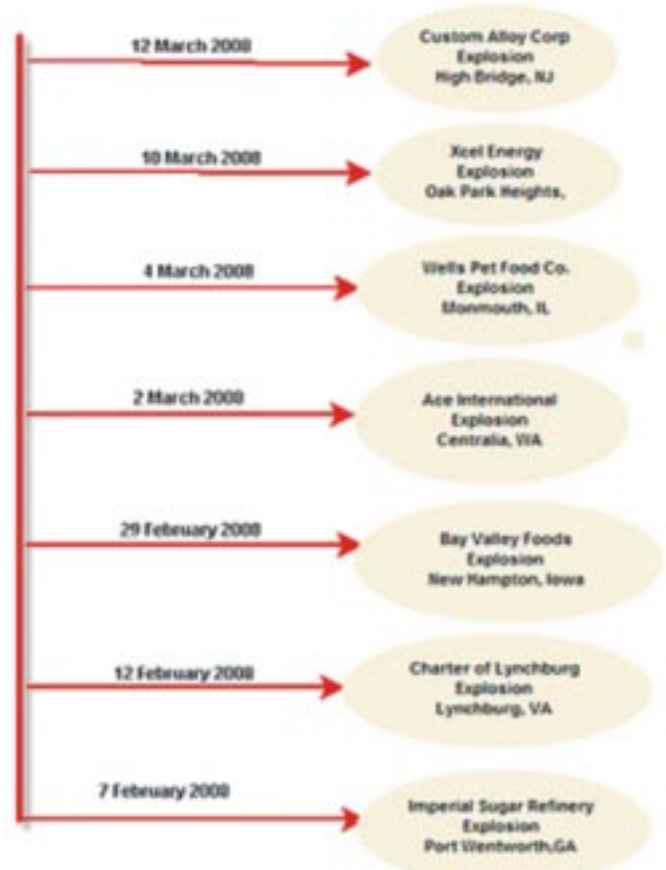 12 March 2008
Custom Alloy Corp
Explosion
High Bridge, NJ
10 March 2008
Xcel Energy
Explosion
Oak Park Heights,
4 March 2008
Wells Pet Food Co.
Explosion
Monmouth, IL
2 March 2008
Ace International
Explosion
Centralia, WA
29 February 2008
Bay Valley Foods
Explosion
New Hampton, Iowa
12 February 2008
Charter of Lynchburg
Explosion
Lynchburg, VA
7 February 2008
Imperial Sugar Refinery
Explosion
Port Wentworth,GA